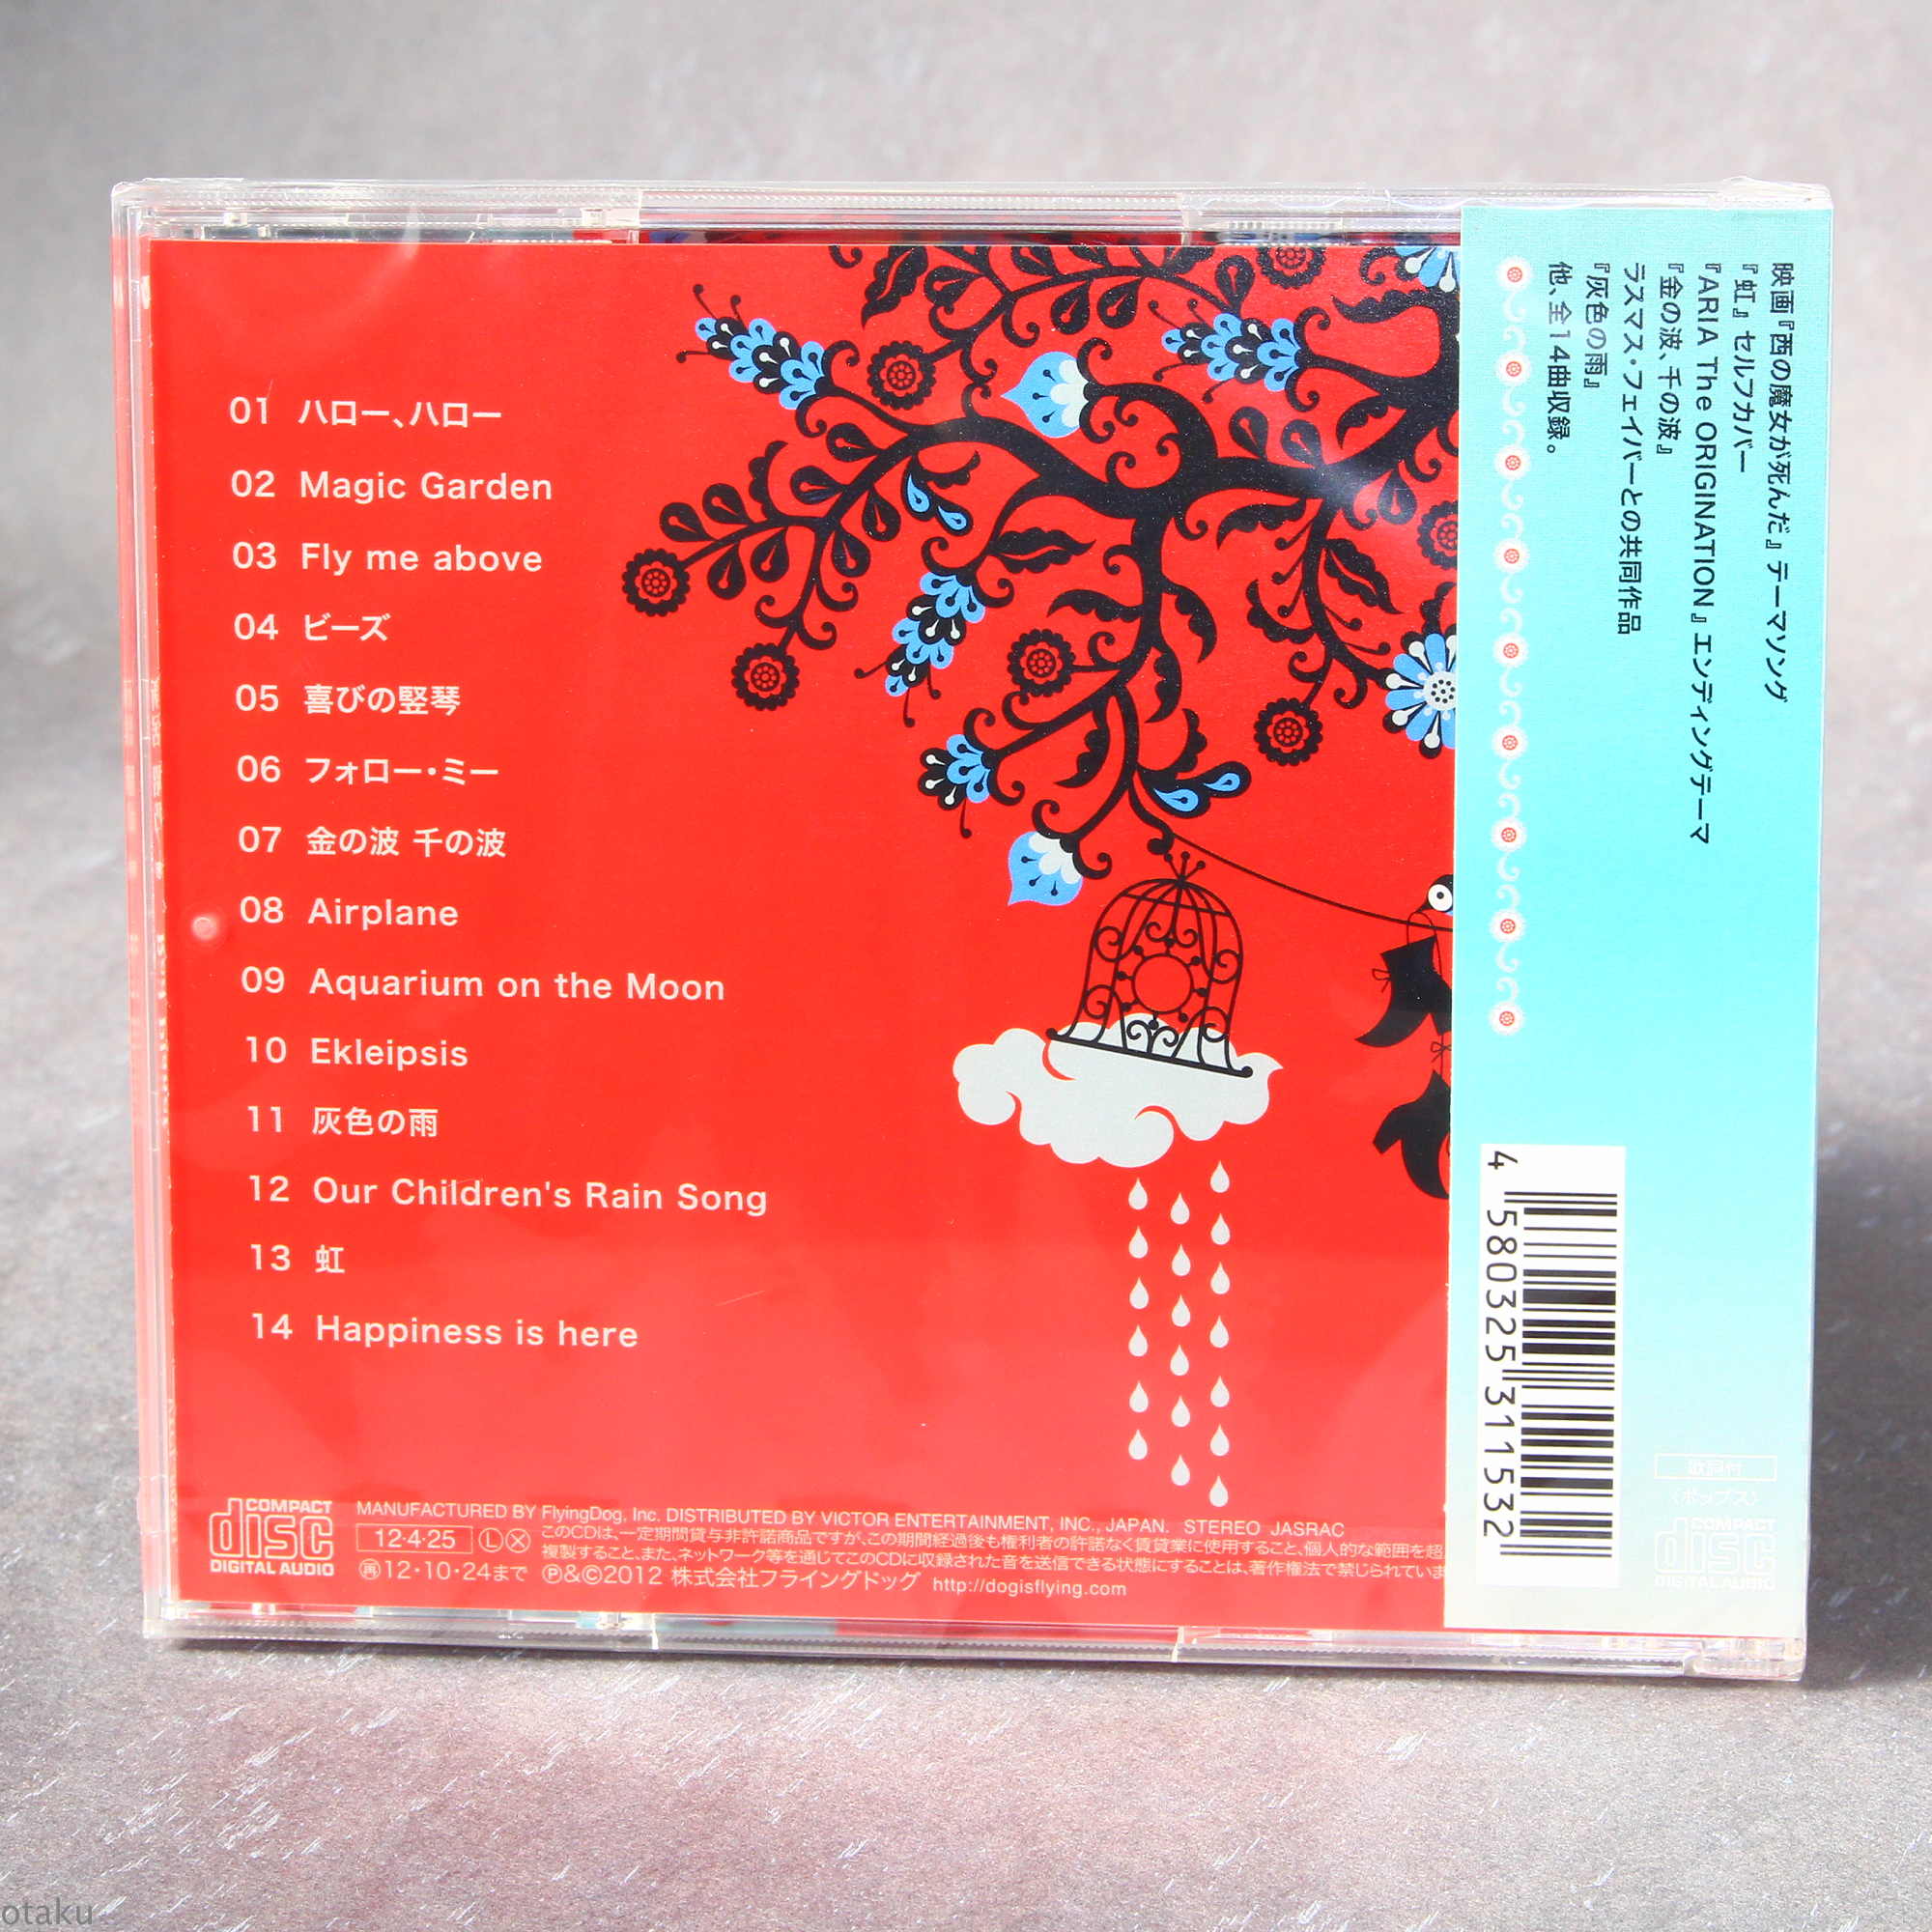 01 ハロー、ハロー
02 Magic Garden
03 Fly me above
04 ビーズ
05 喜びの竪琴
06 フォロー・ミー
07 金の波 千の波
08 Airplane
09 Aquarium on the Moon
10 Ekleipsis
11 灰色の雨
12 Our Children's Rain Song
13 虹
14 Happiness is here
COMPACT
disc
DIGITAL AUDIO
MANUFACTURED BY FlyingDog, Inc. DISTRIBUTED BY VICTOR ENTERTAINMENT, INC., JAPAN. STEREO JASRAC
12・4・25 Ⓛ Ⓧ
このCDは、一定期間貸与非許諾商品ですが、この期間経過後も権利者の許諾なく賃貸業に使用すること、個人的な範囲を超
複製すること、また、ネットワーク等を通じてこのCDに収録された音を送信できる状態にすることは、著作権法で禁じられていま
再12・10・24まで Ⓟ&©2012 株式会社フライングドッグ http://dogisflying.com
映画『西の魔女が死んだ』テーマソング
『虹』セルフカバー
『ARIA The ORIGINATION』エンディングテーマ
『金の波、千の波』
ラスマス・フェイバーとの共同作品
『灰色の雨』
他、全14曲収録。
4 580325 311532
歌詞付
〈ポップス〉
COMPACT
disc
DIGITAL AUDIO
otaku